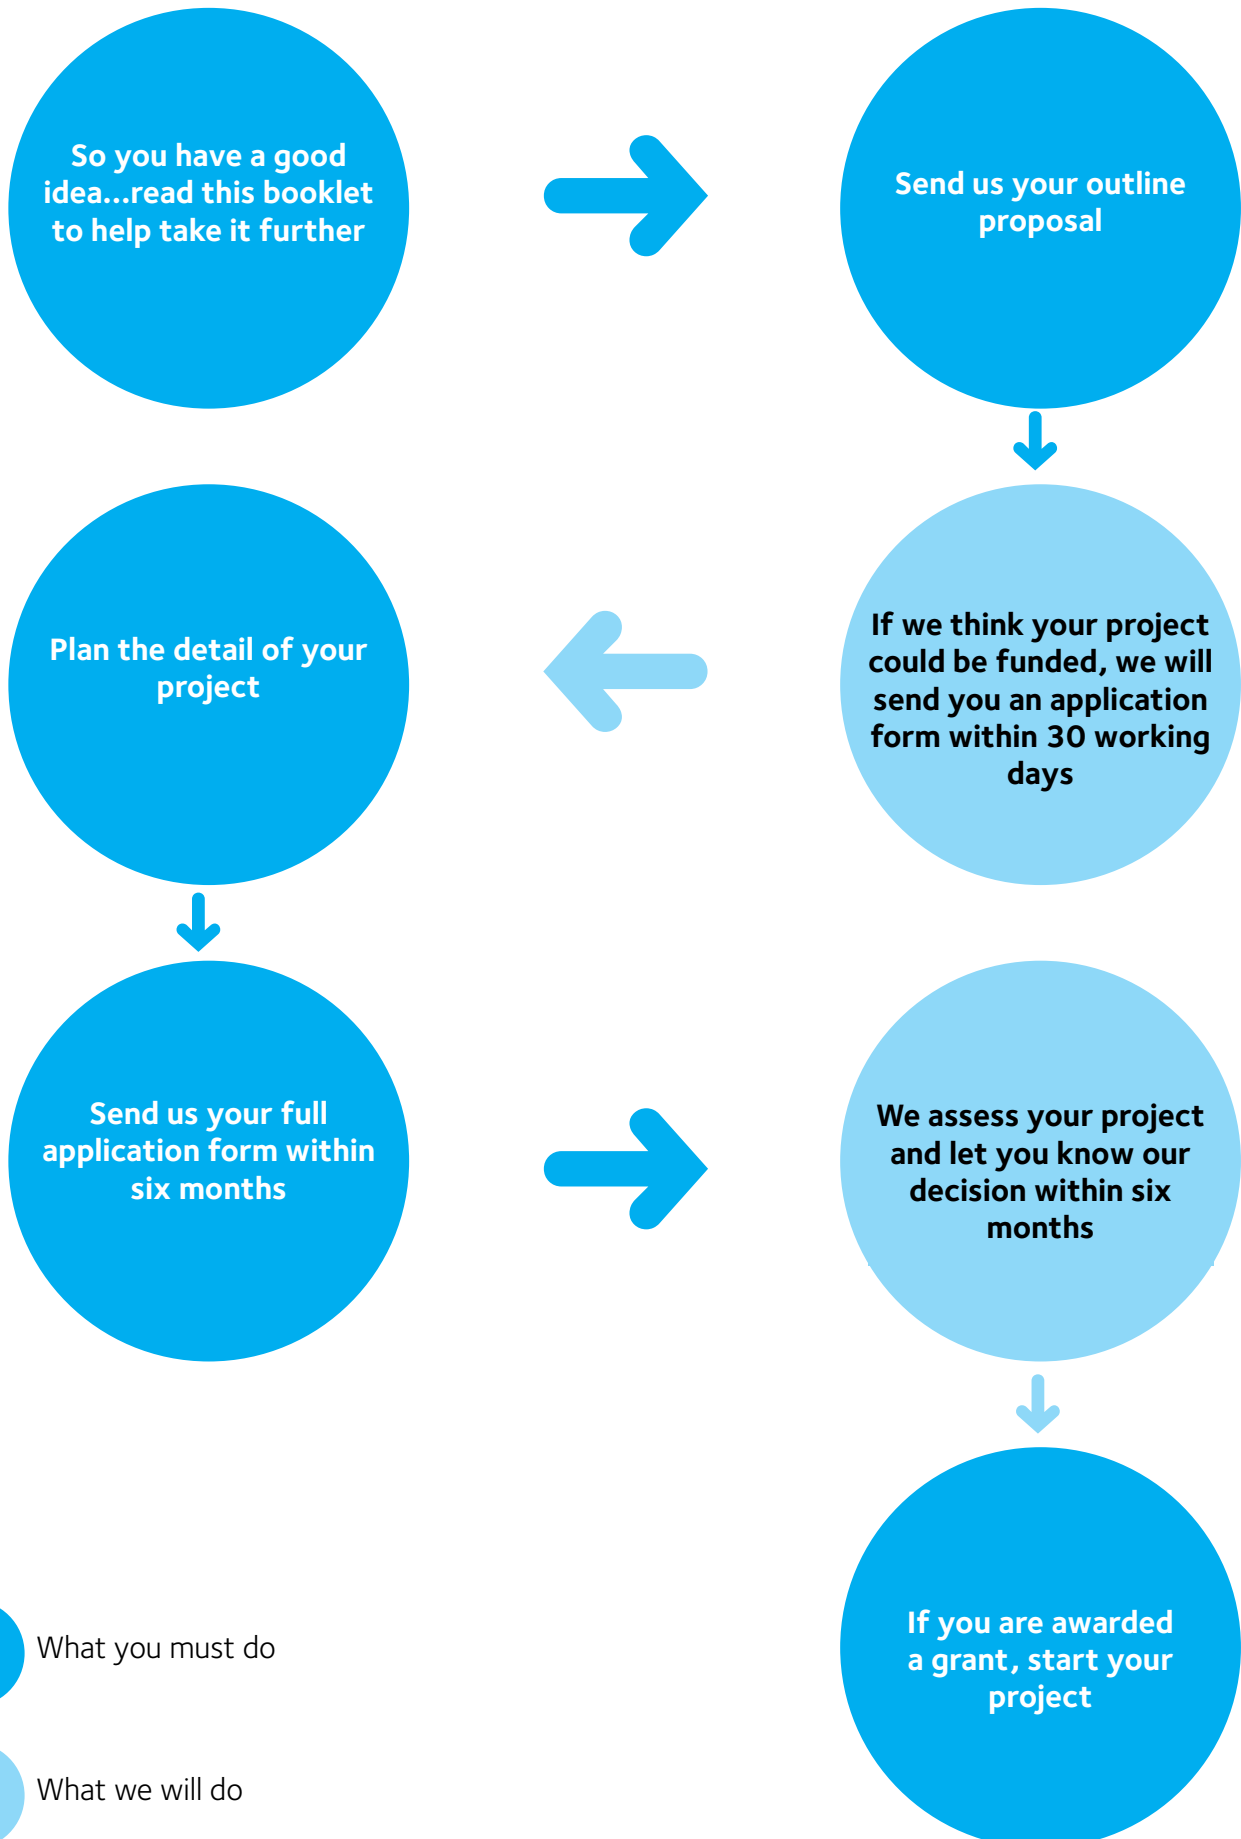 So you have a good
idea...read this booklet
to help take it further
Send us your outline
proposal
If we think your project
could be funded, we will
send you an application
form within 30 working
days
Plan the detail of your
project
Send us your full
application form within
six months
We assess your project
and let you know our
decision within six
months
If you are awarded
a grant, start your
project
What you must do
What we will do